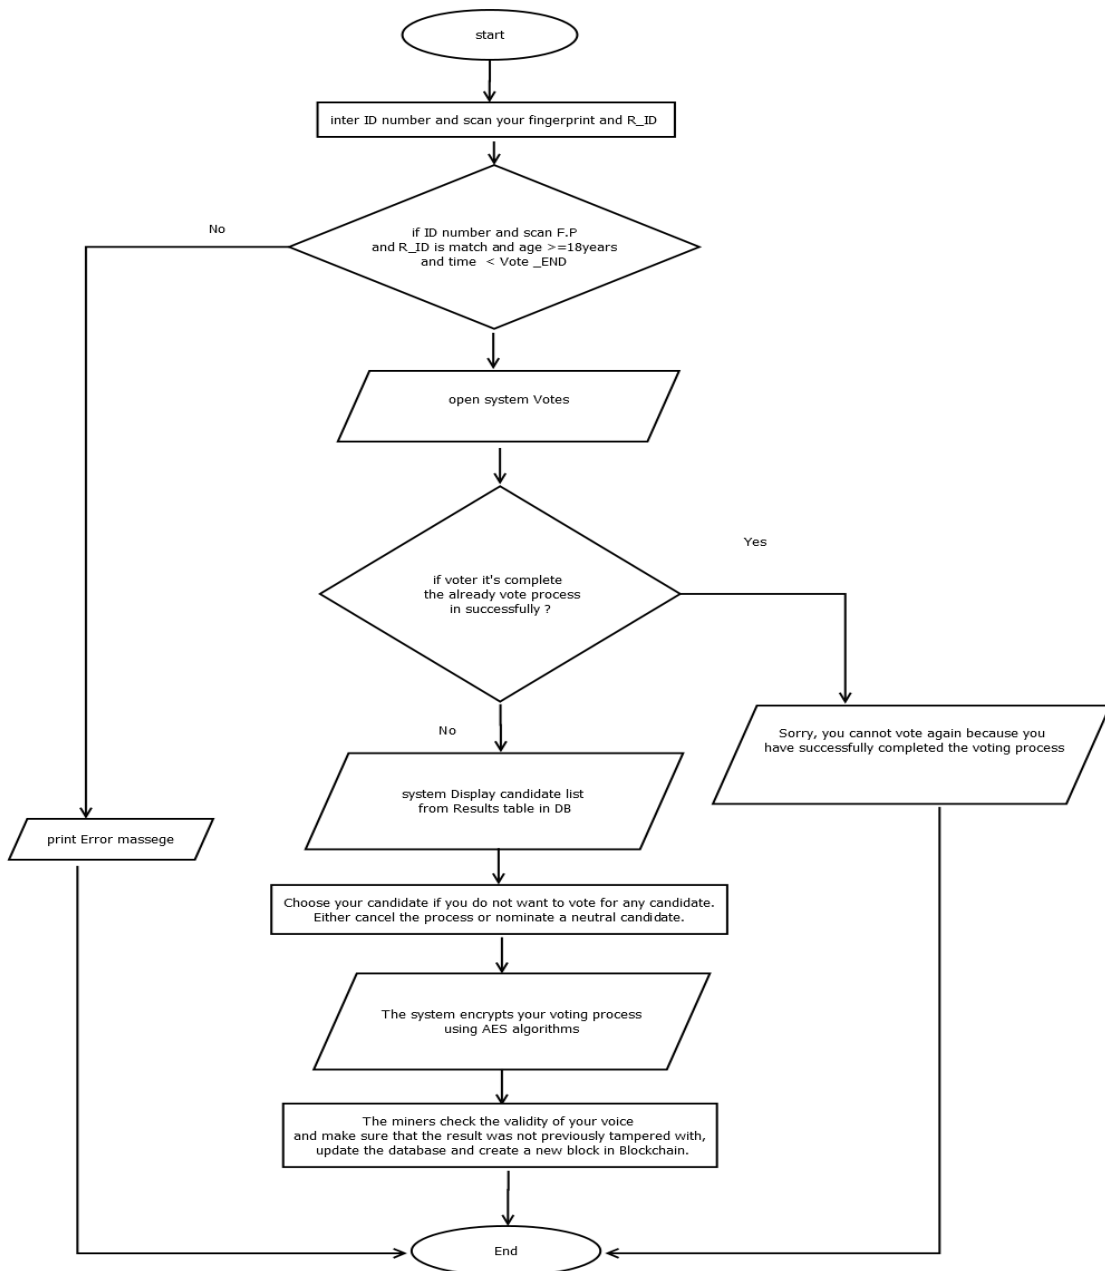 start
inter ID number and scan your fingerprint and R_ID
No
if ID number and scan F.P
and R_ID is match and age >=18years
and time < Vote _END
open system Votes
Yes
if voter it's complete
the already vote process
in successfully ?
No
Sorry, you cannot vote again because you
have successfully completed the voting process
system Display candidate list
from Results table in DB
print Error massege
Choose your candidate if you do not want to vote for any candidate.
Either cancel the process or nominate a neutral candidate.
The system encrypts your voting process
using AES algorithms
The miners check the validity of your voice
and make sure that the result was not previously tampered with,
update the database and create a new block in Blockchain.
End